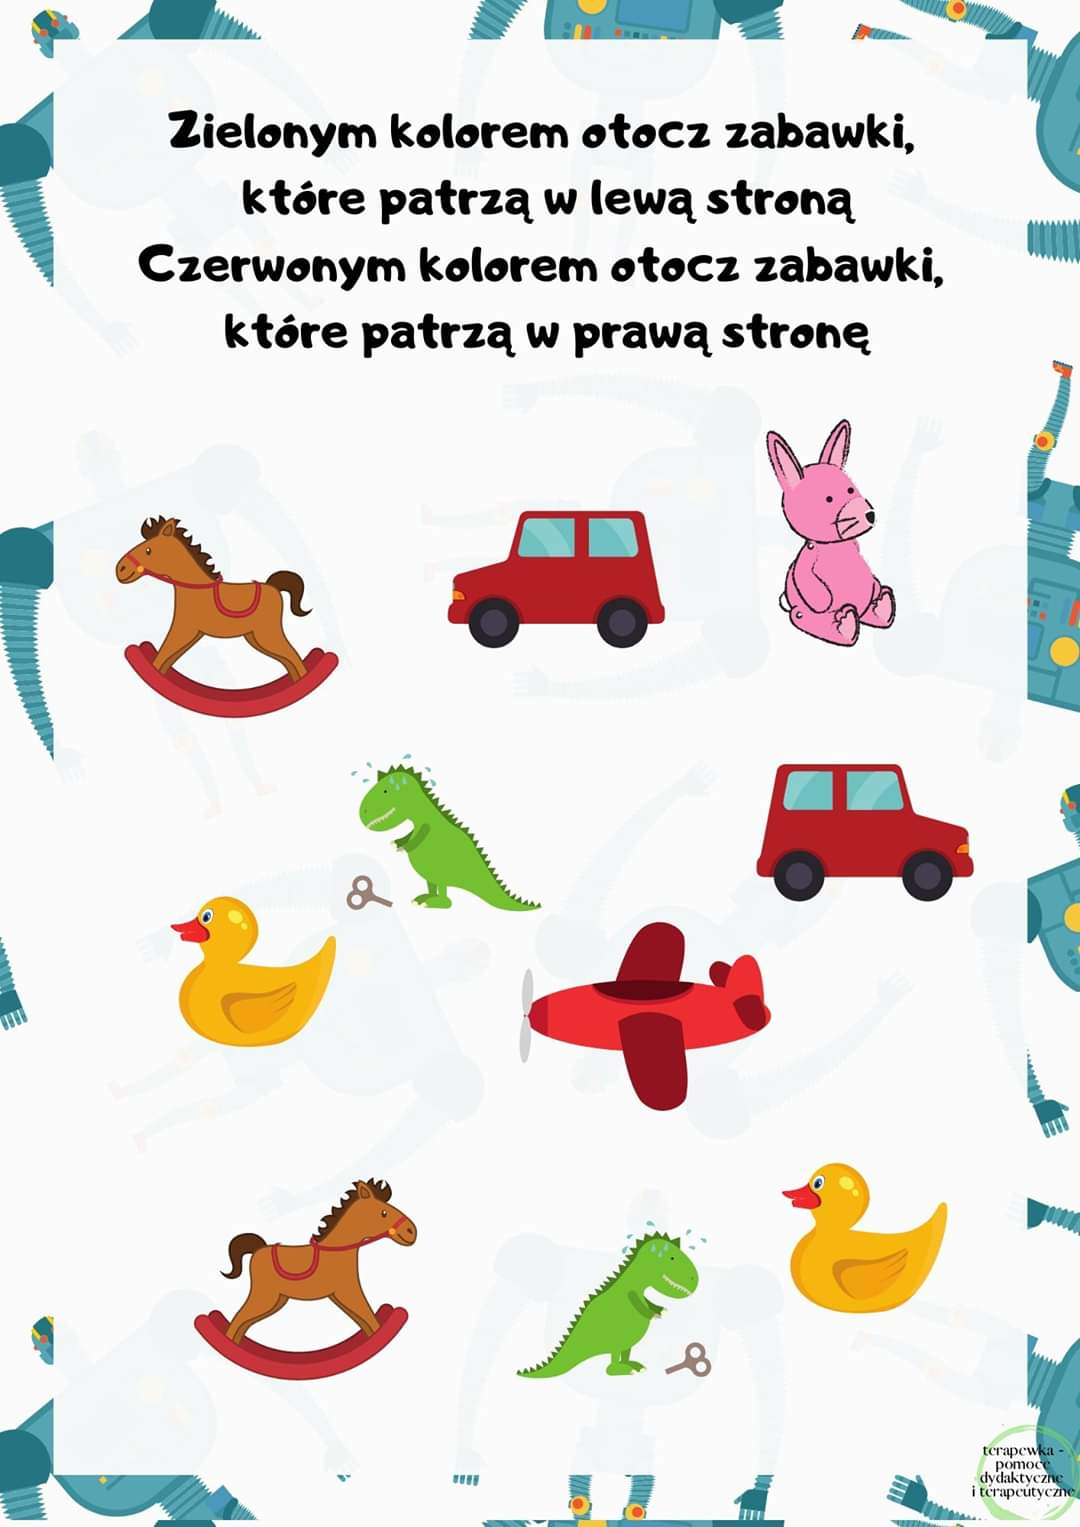 Zielonym kolorem otocz zabawki,
które patrzą w lewą stroną
Czerwonym kolorem otocz zabawki,
które patrzą w prawą stronę
terapewka -
pomoce
dydaktyczne
i terapeutyczne